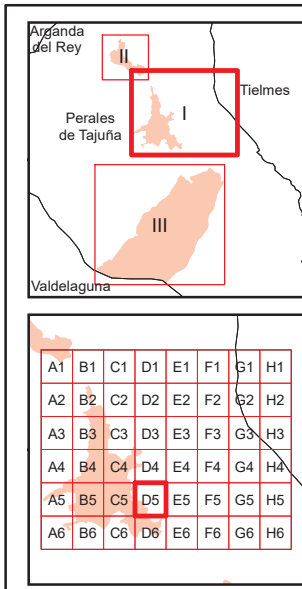 Arganda
del Rey
II
Tielmes
I
Perales
de Tajuña
III
Valdelaguna
A1 B1 C1 D1 E1 F1 G1 H1
A2 B2 C2 D2 E2 F2 G2 H2
A3 B3 C3 D3 E3 F3 G3 H3
A4 B4 C4 D4 E4 F4 G4 H4
A5 B5 C5 D5 E5 F5 G5 H5
A6 B6 C6 D6 E6 F6 G6 H6